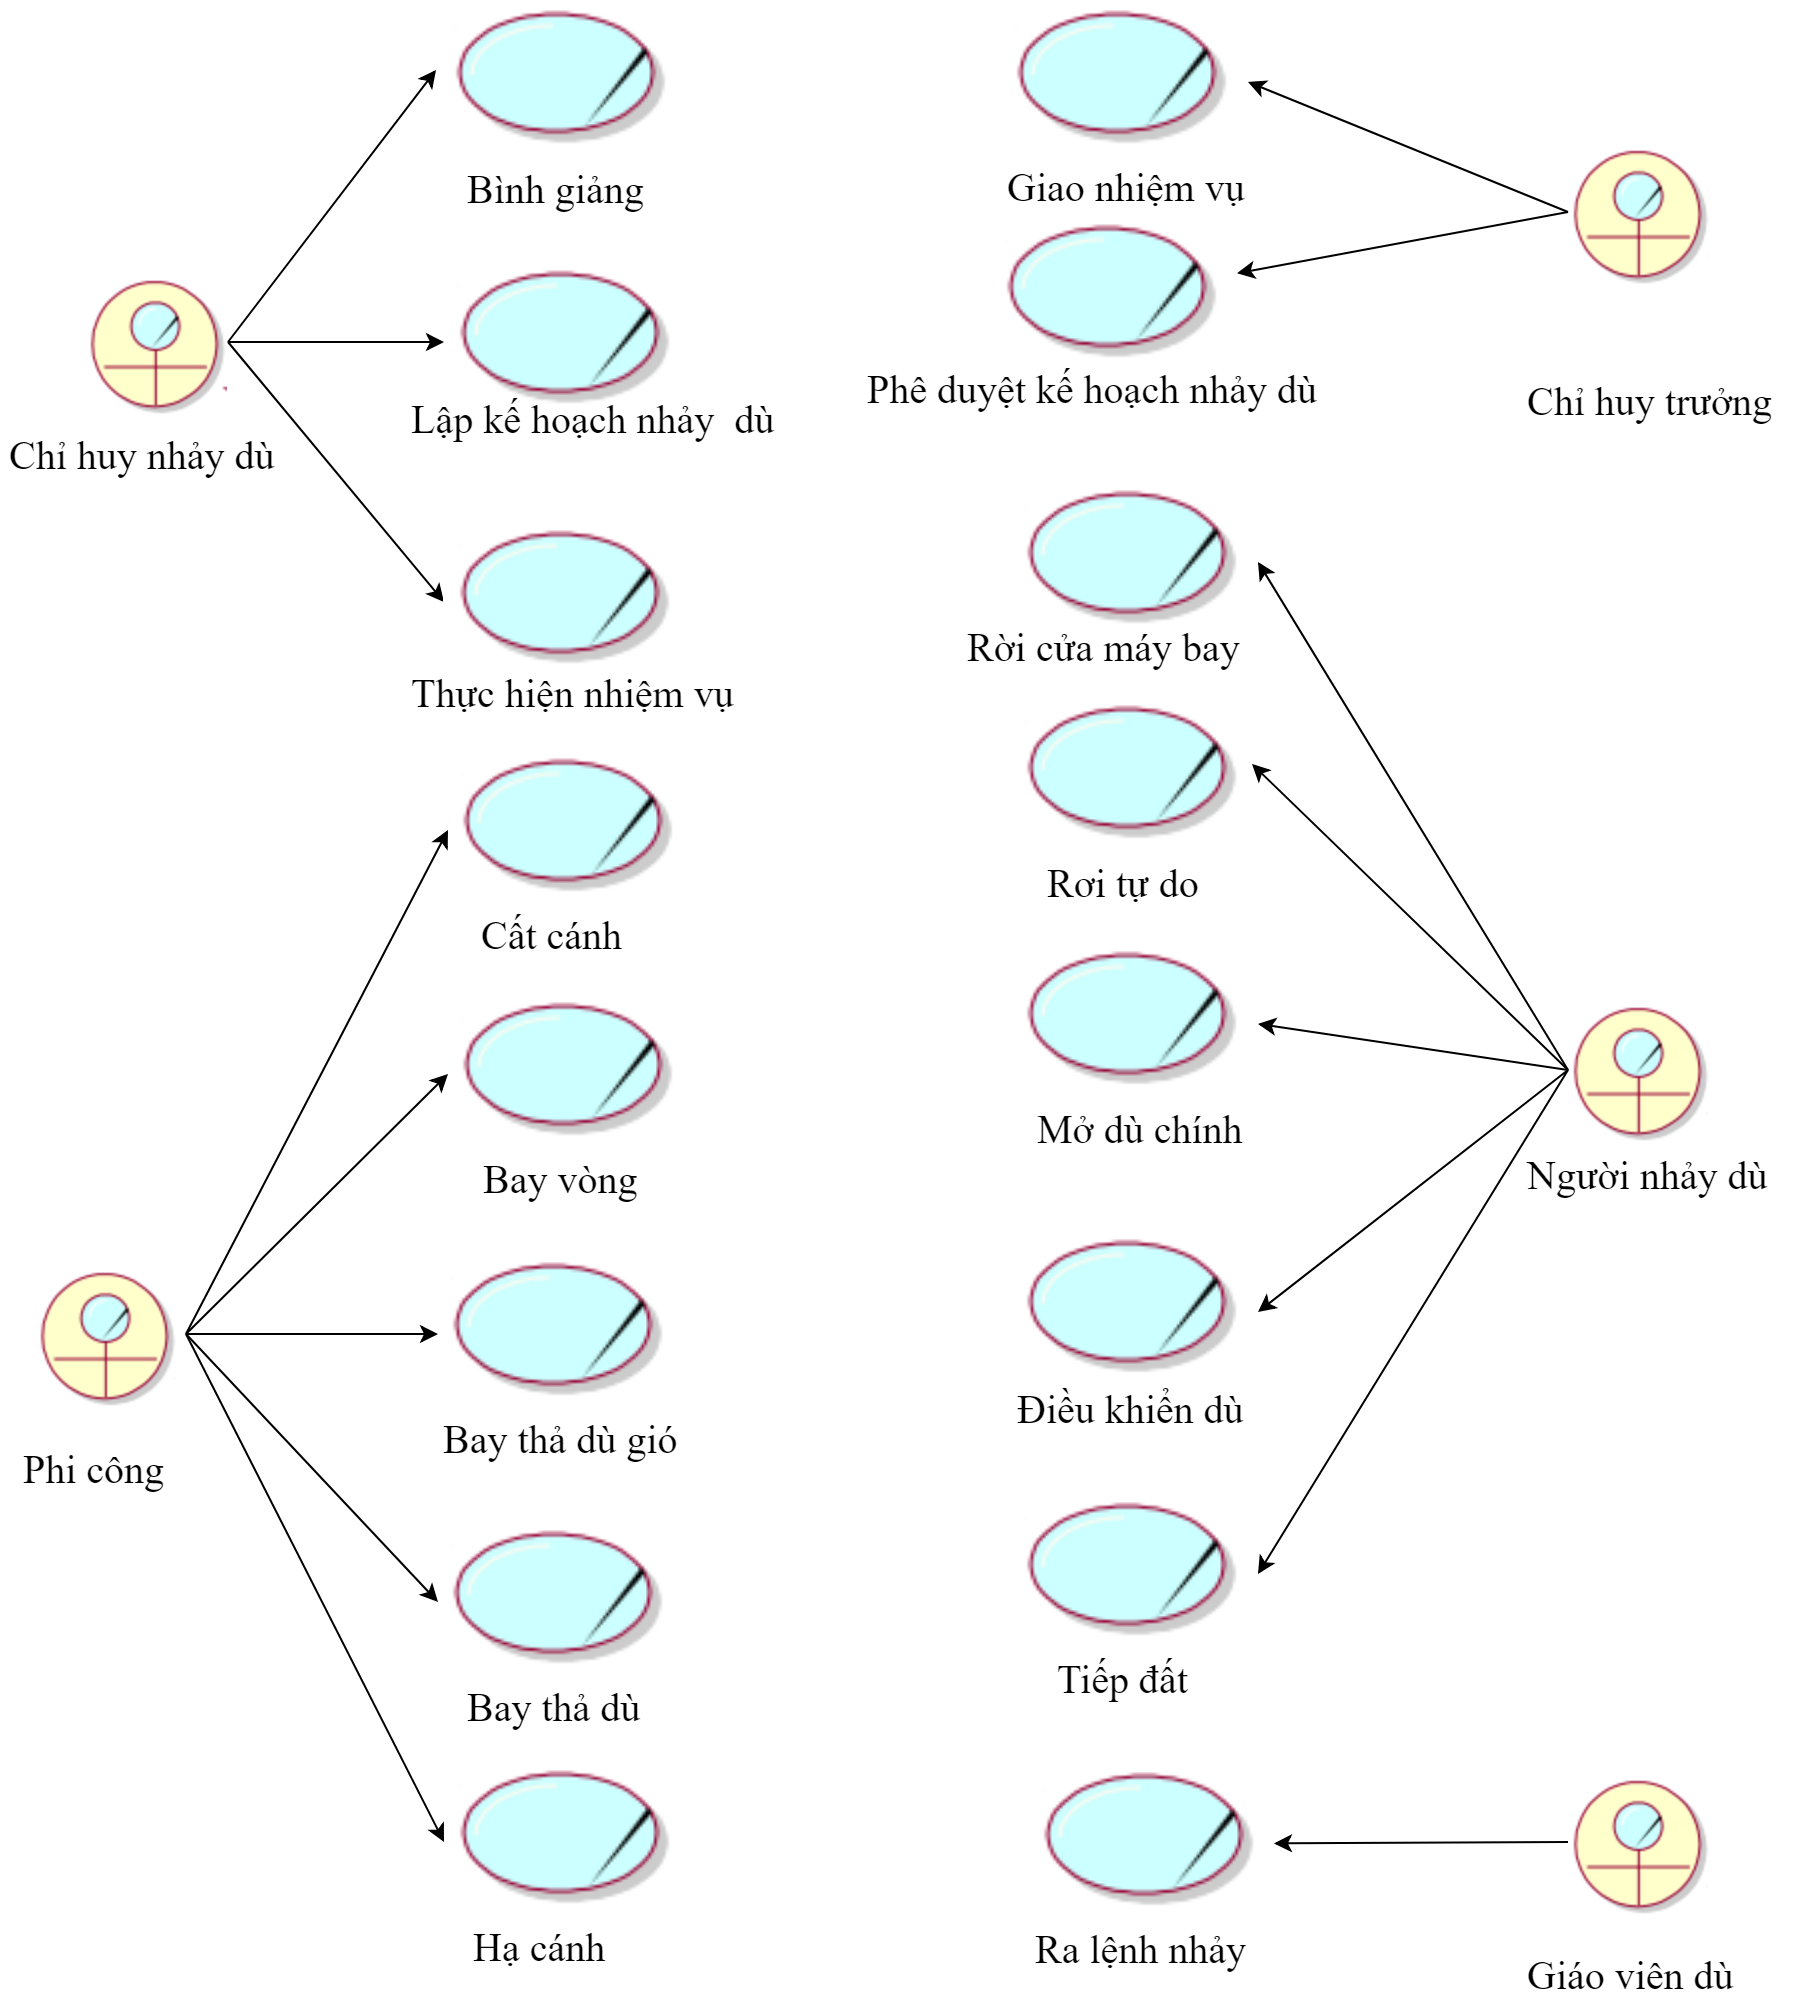 Bình giảng
Giao nhiệm vụ
Phê duyệt kế hoạch nhảy dù
Chỉ huy trưởng
Lập kế hoạch nhảy  dù
Chỉ huy nhảy dù
Rời cửa máy bay
Thực hiện nhiệm vụ
Rơi tự do
Cất cánh
Mở dù chính
Người nhảy dù
Bay vòng
Điều khiển dù
Bay thả dù gió
Phi công
Tiếp đất
Bay thả dù
Hạ cánh
Ra lệnh nhảy
Giáo viên dù